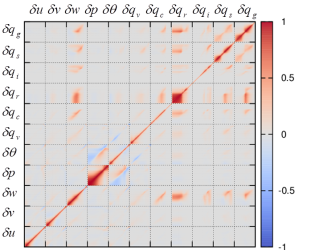 δu δv δw δp δθ δq_v δq_c δq_r δq_i δq_s δq_g
δq_g
δq_s
δq_i
δq_r
δq_c
δq_v
δθ
δp
δw
δv
δu
1
0.5
0
-0.5
-1